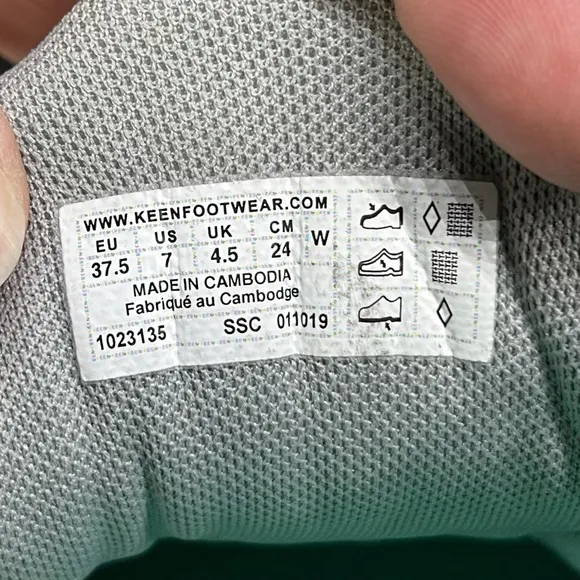 WWW.KEENFOOTWEAR.COM
EU US UK CM W
37.5 7 4.5 24
MADE IN CAMBODIA
Fabriqué au Cambodge
1023135 SSC 011019